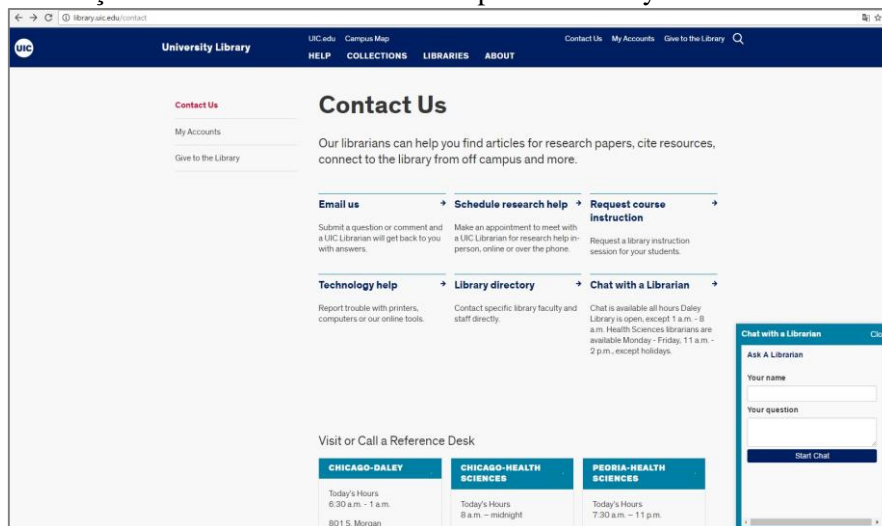 library.uic.edu/contact
UIC
University Library
UIC.edu Campus Map
Contact Us My Accounts Give to the Library
HELP COLLECTIONS LIBRARIES ABOUT
Contact Us
My Accounts
Give to the Library
Contact Us
Our librarians can help you find articles for research papers, cite resources,
connect to the library from off campus and more.
Email us
Submit a question or comment and
a UIC Librarian will get back to you
with answers.
Schedule research help
Make an appointment to meet with
a UIC Librarian for research help in-
person, online or over the phone.
Request course
instruction
Request a library instruction
session for your students.
Technology help
Report trouble with printers,
computers or our online tools.
Library directory
Contact specific library faculty and
staff directly.
Chat with a Librarian
Chat is available all hours Daley
Library is open, except 1 a.m. - 8
a.m. Health Sciences librarians are
available Monday - Friday, 11 a.m. -
2 p.m., except holidays.
Visit or Call a Reference Desk
CHICAGO-DALEY
Today's Hours
6:30 a.m. - 1 a.m.
801 S. Morgan
CHICAGO-HEALTH
SCIENCES
Today's Hours
8 a.m. – midnight
PEORIA-HEALTH
SCIENCES
Today's Hours
7:30 a.m. – 11 p.m.
Chat with a Librarian Clo
Ask A Librarian
Your name
Your question
Start Chat